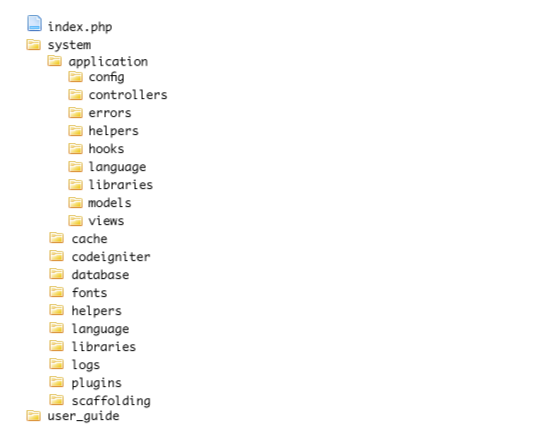 index.php
system
application
config
controllers
errors
helpers
hooks
language
libraries
models
views
cache
codeigniter
database
fonts
helpers
language
libraries
logs
plugins
scaffolding
user_guide